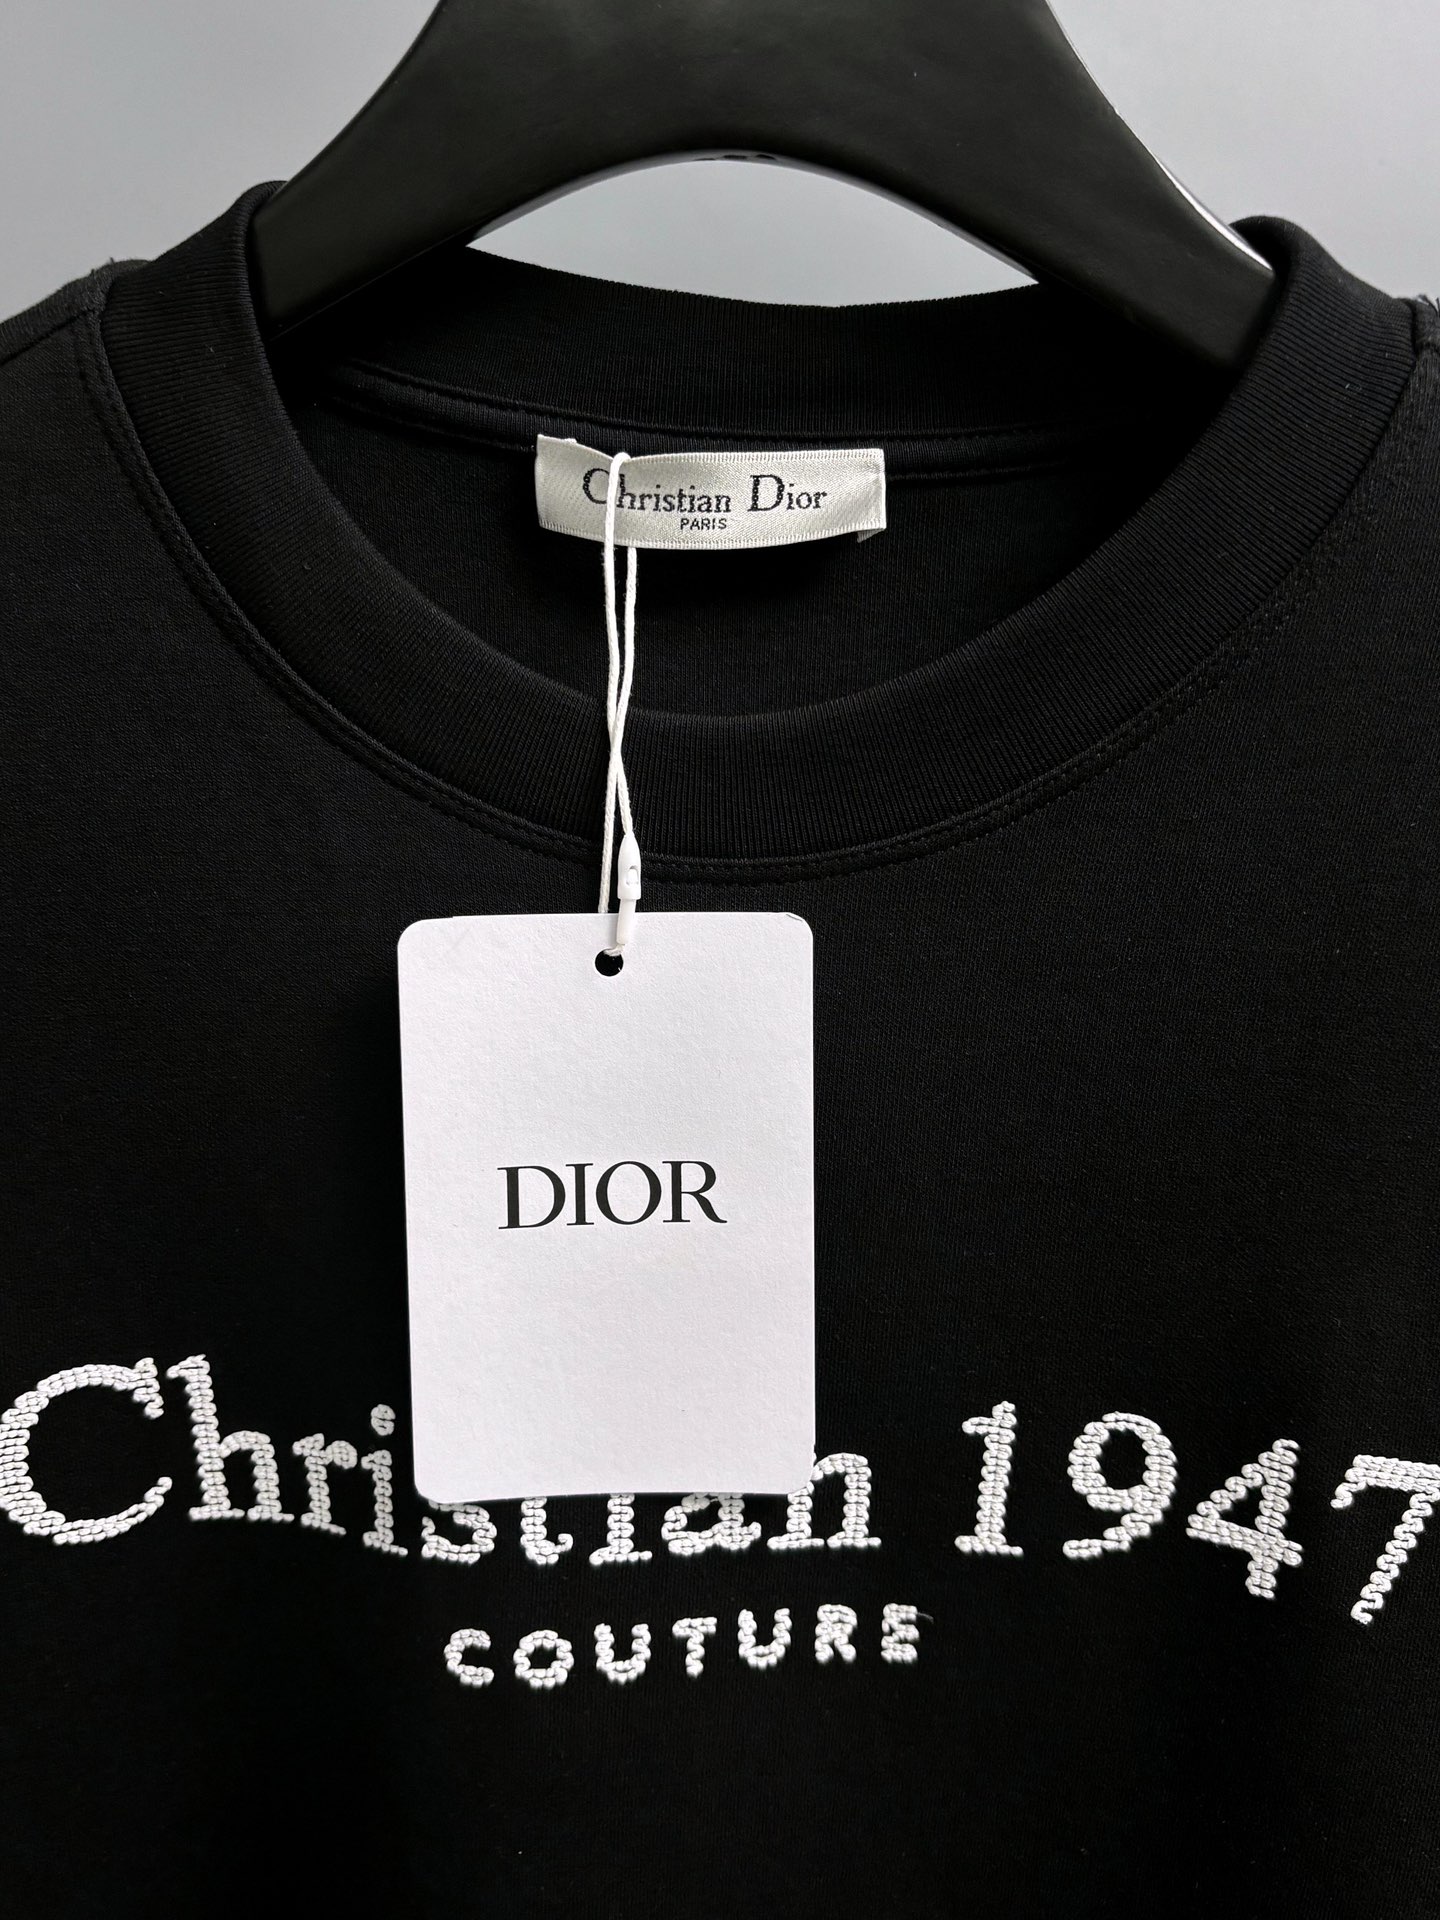 Christian Dior
PARIS
DIOR
Christian 1947
COUTURE